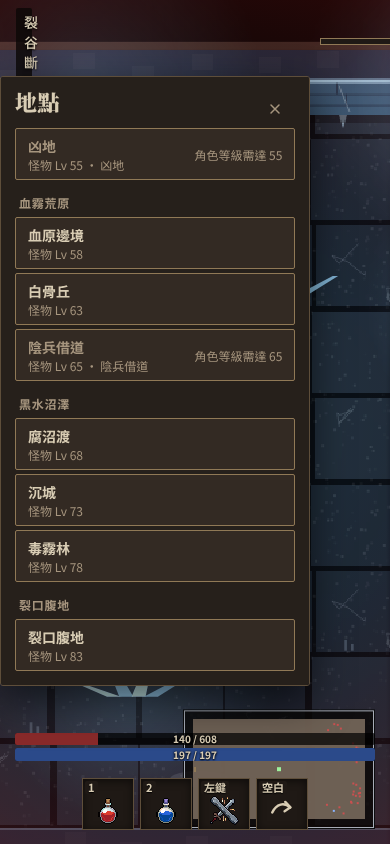 裂
谷
斷
地點
×
凶地
怪物 Lv 55 · 凶地
角色等級需達 55
血霧荒原
血原邊境
怪物 Lv 58
白骨丘
怪物 Lv 63
陰兵借道
怪物 Lv 65 · 陰兵借道
角色等級需達 65
黑水沼澤
腐沼渡
怪物 Lv 68
沉城
怪物 Lv 73
毒霧林
怪物 Lv 78
裂口腹地
裂口腹地
怪物 Lv 83
140 / 608
197 / 197
1
2
左鍵
空白